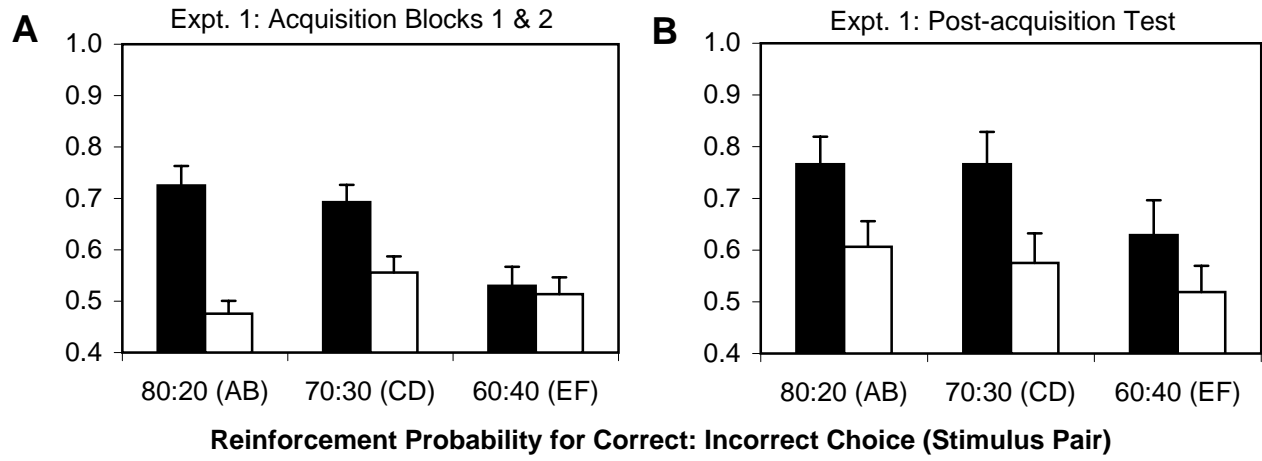 A
Expt. 1: Acquisition Blocks 1 & 2
1.0
0.9
0.8
0.7
0.6
0.5
0.4
80:20 (AB) 70:30 (CD) 60:40 (EF)
B
Expt. 1: Post-acquisition Test
1.0
0.9
0.8
0.7
0.6
0.5
0.4
80:20 (AB) 70:30 (CD) 60:40 (EF)
Reinforcement Probability for Correct: Incorrect Choice (Stimulus Pair)